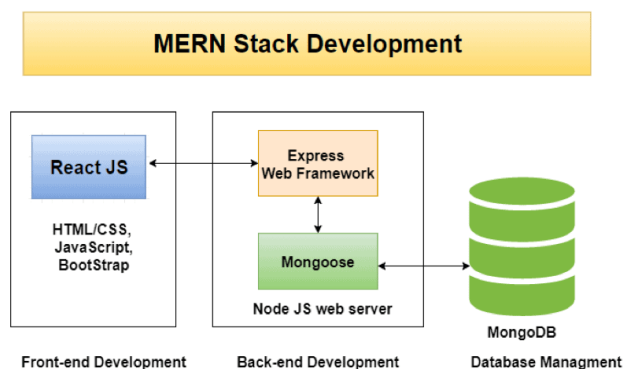 MERN Stack Development
React JS
HTML/CSS,
JavaScript,
BootStrap
Front-end Development
Express
Web Framework
Mongoose
Node JS web server
Back-end Development
MongoDB
Database Managment